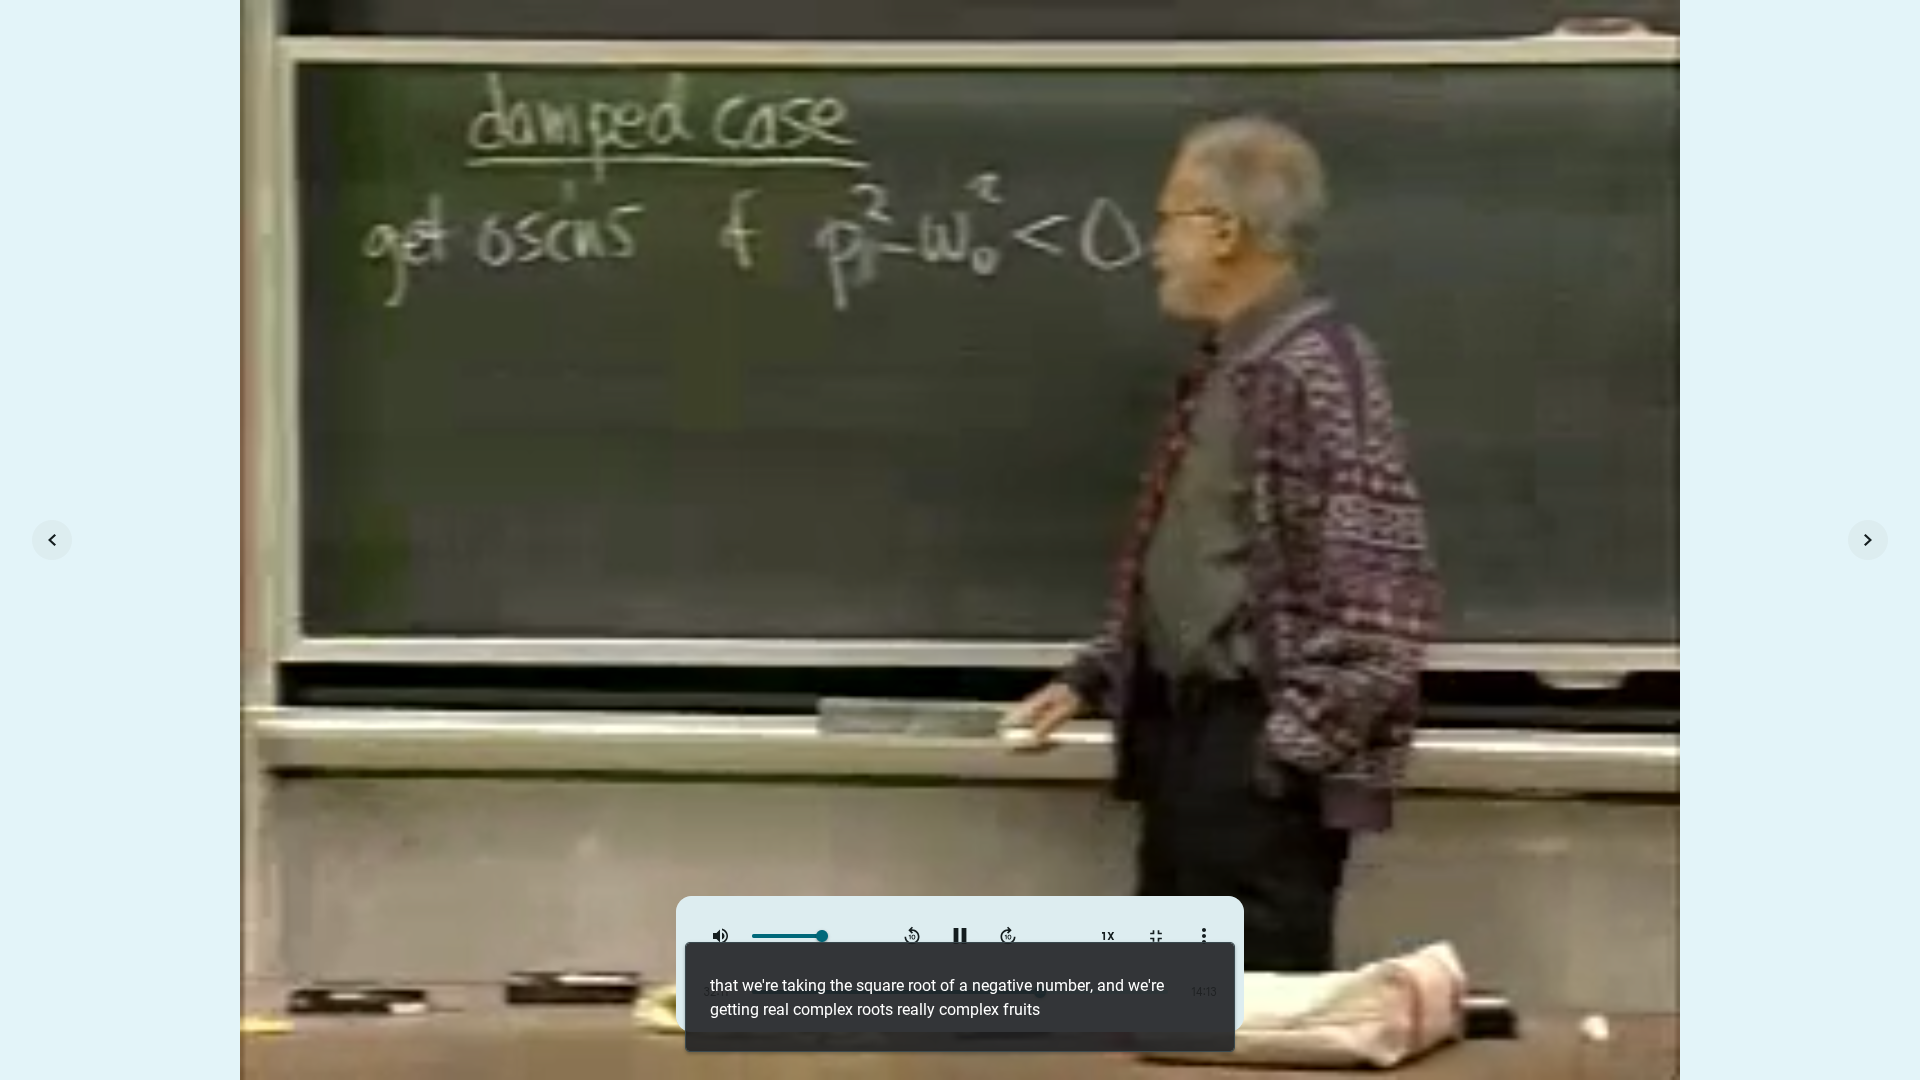 damped case
get oscins if p²-ω₀²<0
1X
14:13
that we're taking the square root of a negative number, and we're
getting real complex roots really complex fruits